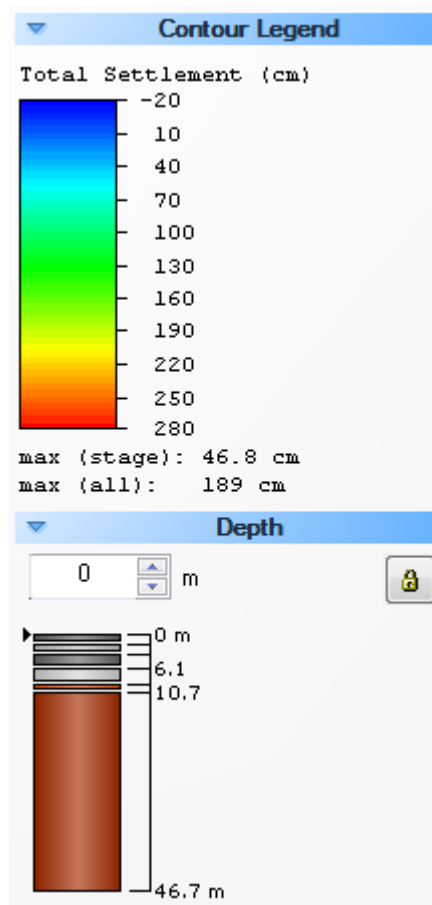 Contour Legend
Total Settlement (cm)
-20
10
40
70
100
130
160
190
220
250
280
max (stage): 46.8 cm
max (all): 189 cm
Depth
0 m
0 m
6.1
10.7
46.7 m